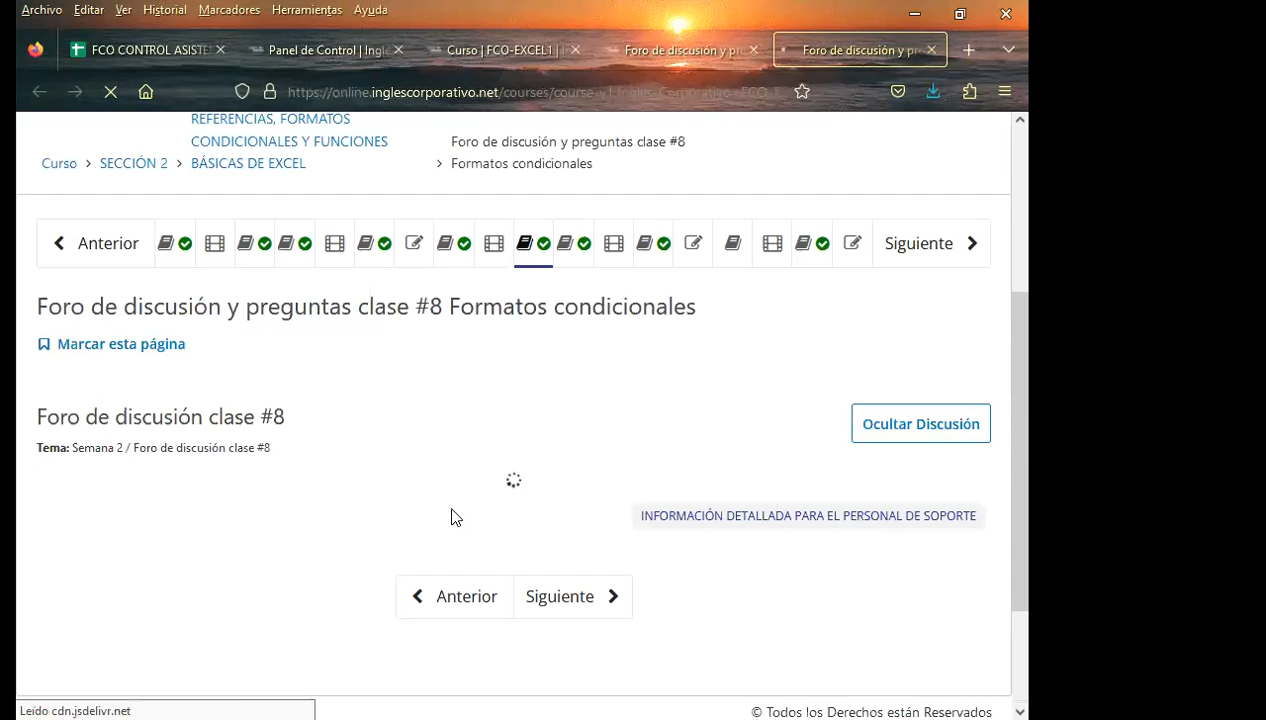 Archivo Editar Ver Historial Marcadores Herramientas Ayuda
FCO CONTROL ASISTE Panel de Control | Ingl Curso | FCO-EXCEL1 | Foro de discusión y pr Foro de discusión y p
https://online.inglescorporativo.net/courses/course-v1:Ingles-Corporativo+FCO
REFERENCIAS, FORMATOS
CONDICIONALES Y FUNCIONES
Foro de discusión y preguntas clase #8
Curso > SECCIÓN 2 > BÁSICAS DE EXCEL > Formatos condicionales
Anterior Siguiente
Foro de discusión y preguntas clase #8 Formatos condicionales
Marcar esta página
Foro de discusión clase #8
Ocultar Discusión
Tema: Semana 2 / Foro de discusión clase #8
INFORMACIÓN DETALLADA PARA EL PERSONAL DE SOPORTE
Anterior Siguiente
Leído cdn.jsdelivr.net
© Todos los Derechos están Reservados